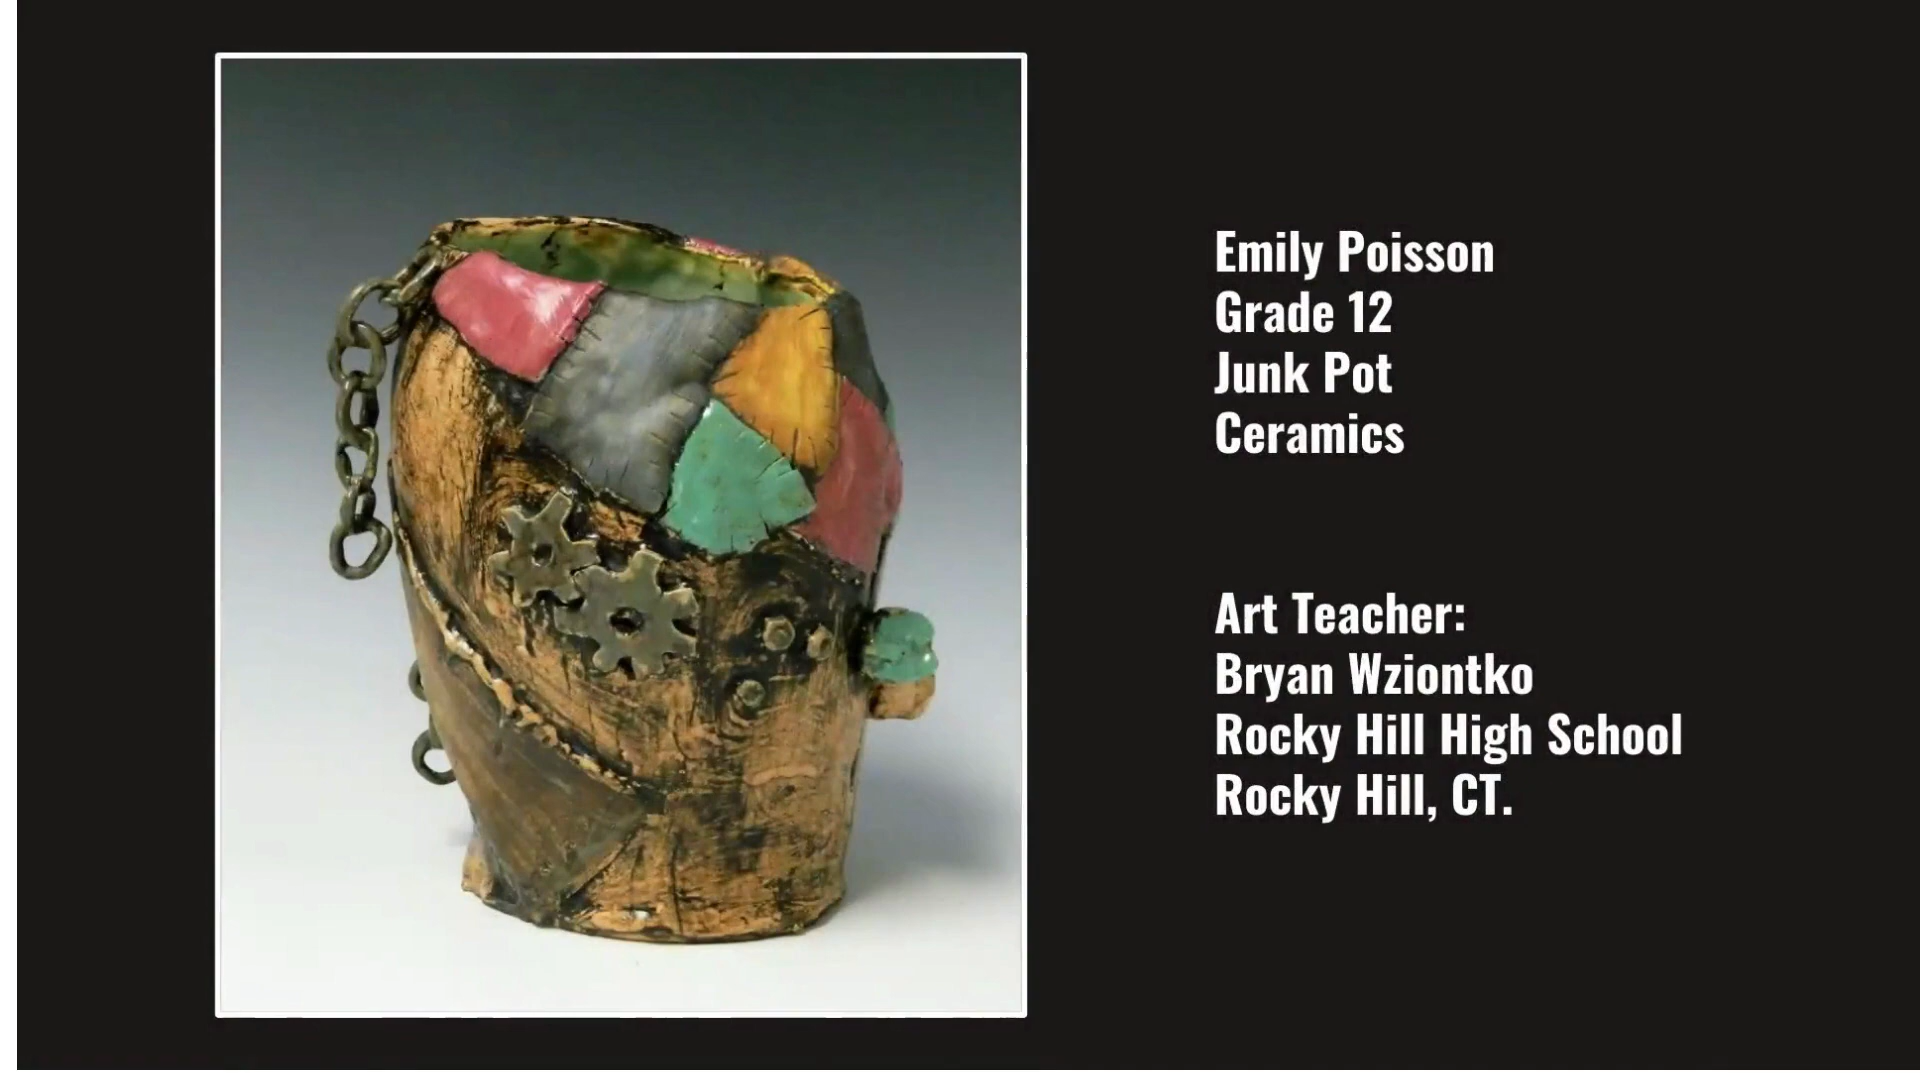 Emily Poisson
Grade 12
Junk Pot
Ceramics
Art Teacher:
Bryan Wziontko
Rocky Hill High School
Rocky Hill, CT.